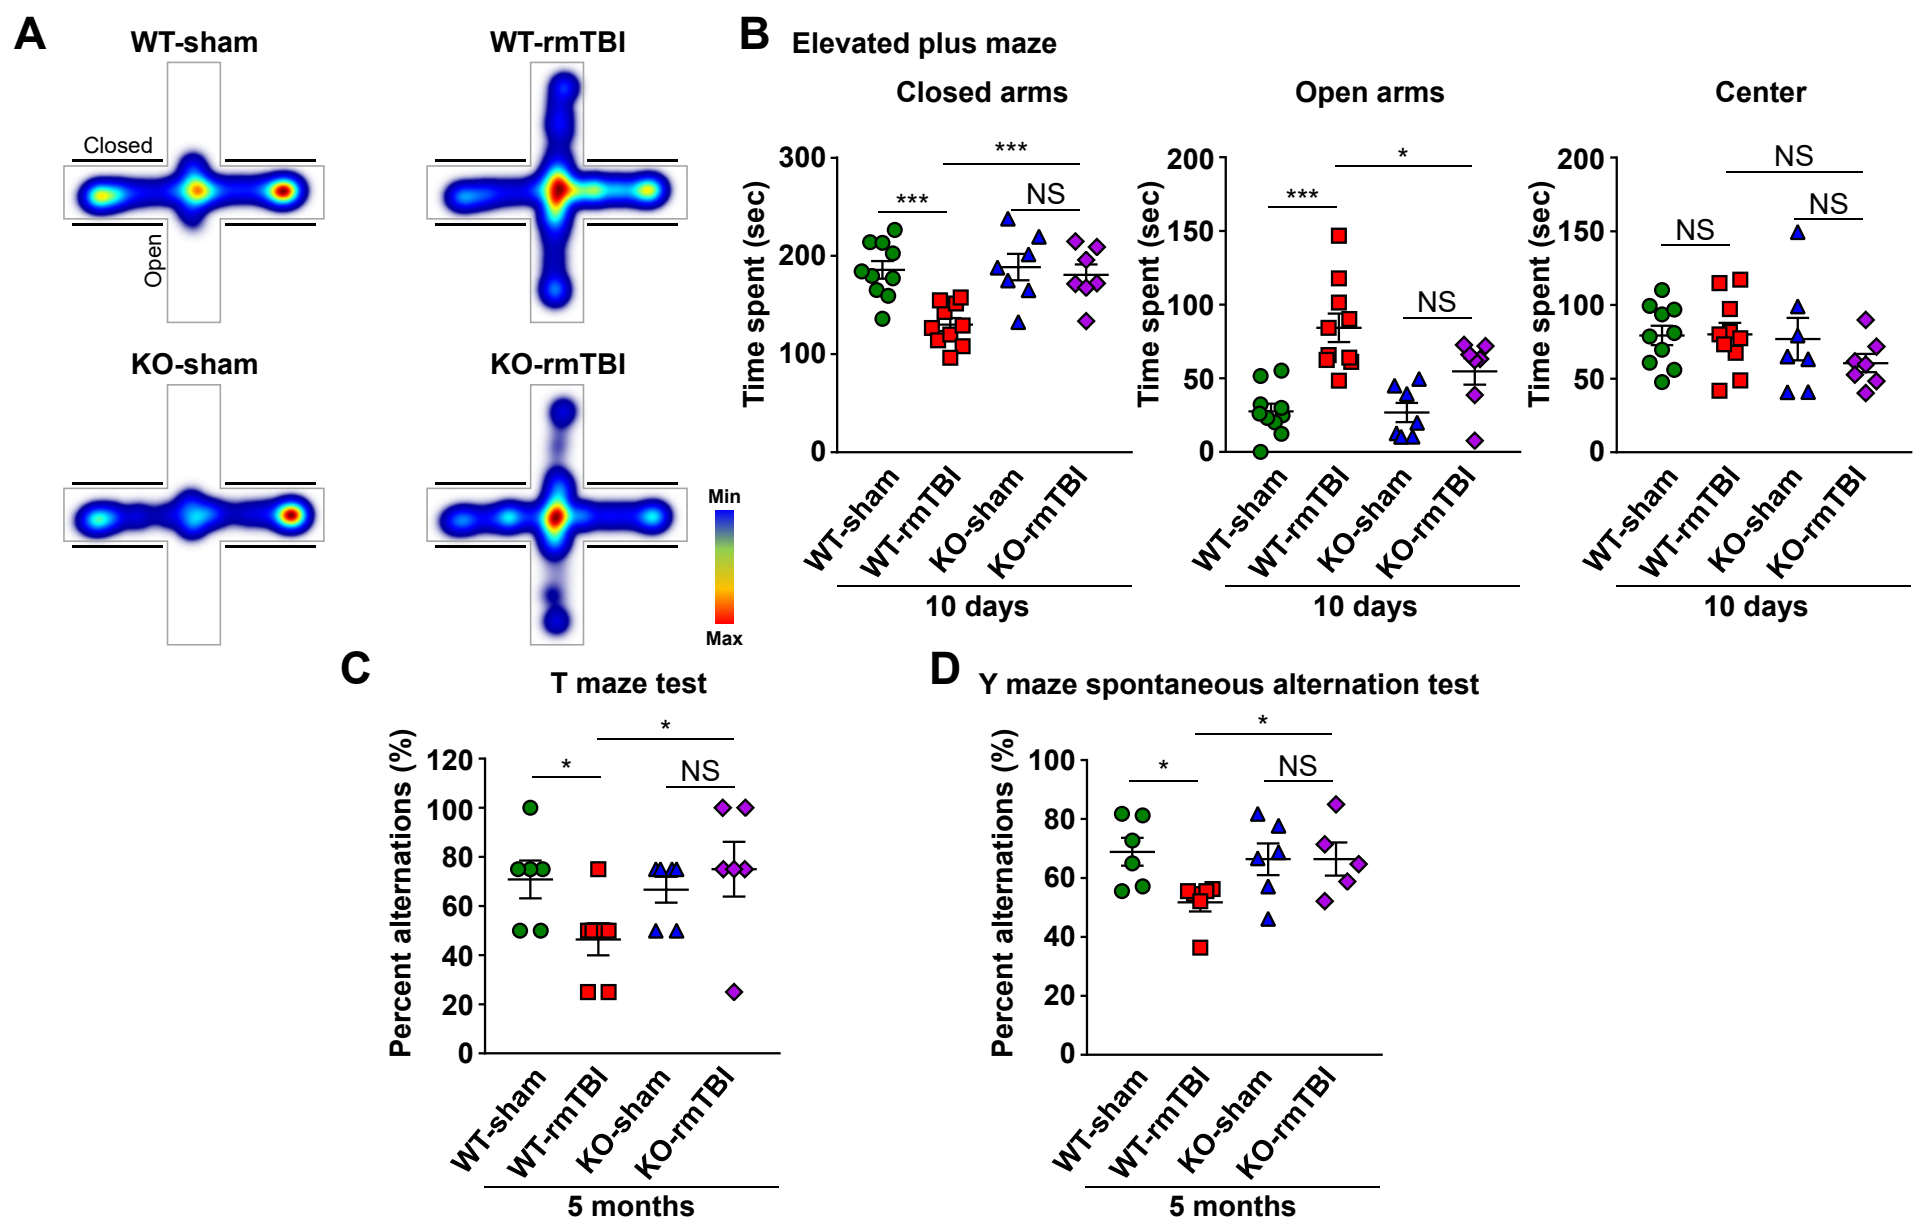 A
WT-sham
WT-rmTBI
Closed
Open
KO-sham
KO-rmTBI
Min
Max
B
Elevated plus maze
Closed arms
Time spent (sec)
300
200
100
0
***
***
NS
WT-sham
WT-rmTBI
KO-sham
KO-rmTBI
10 days
Open arms
Time spent (sec)
200
150
100
50
0
***
*
NS
WT-sham
WT-rmTBI
KO-sham
KO-rmTBI
10 days
Center
Time spent (sec)
200
150
100
50
0
NS
NS
NS
WT-sham
WT-rmTBI
KO-sham
KO-rmTBI
10 days
C
T maze test
Percent alternations (%)
120
100
80
60
40
20
0
*
*
NS
WT-sham
WT-rmTBI
KO-sham
KO-rmTBI
5 months
D
Y maze spontaneous alternation test
Percent alternations (%)
100
80
60
40
20
0
*
*
NS
WT-sham
WT-rmTBI
KO-sham
KO-rmTBI
5 months